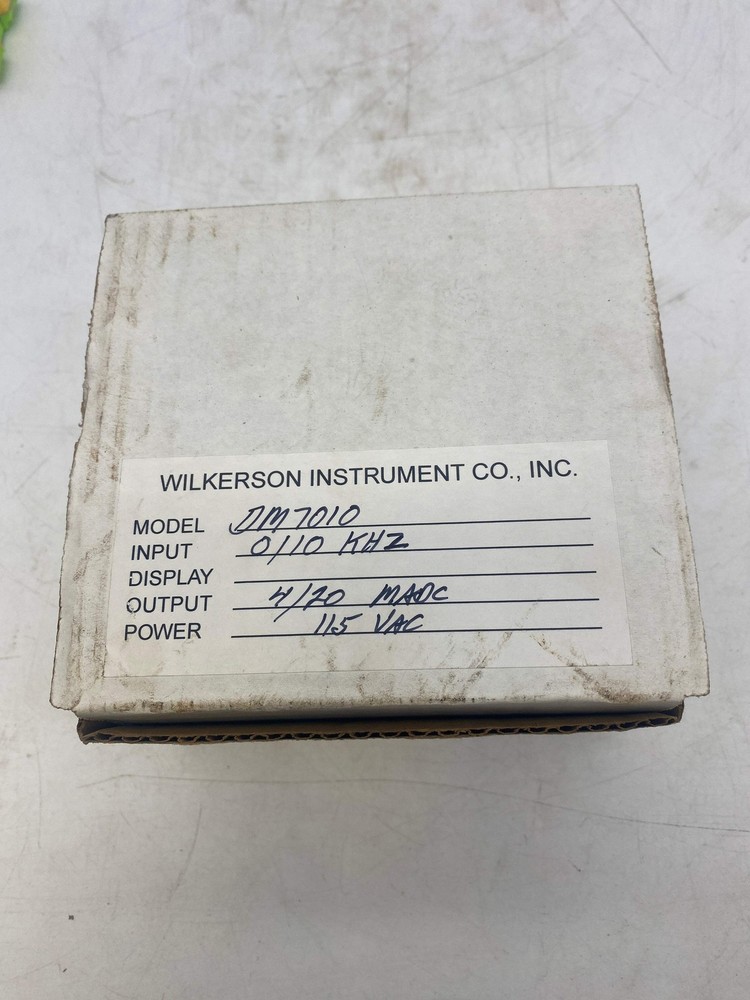 WILKERSON INSTRUMENT CO., INC.
MODEL DM7010
INPUT 0/10 KHZ
DISPLAY
OUTPUT 4/20 MADC
POWER 115 VAC